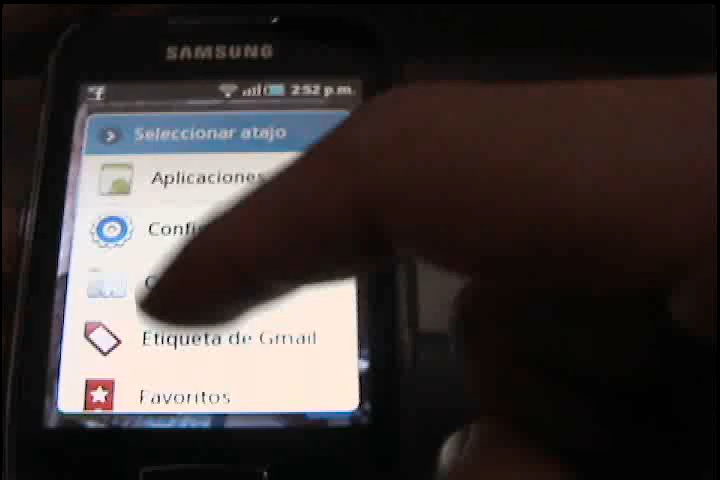 SAMSUNG
2:52 p.m.
Seleccionar atajo
Aplicaciones
Etiqueta de Gmail
Favoritos